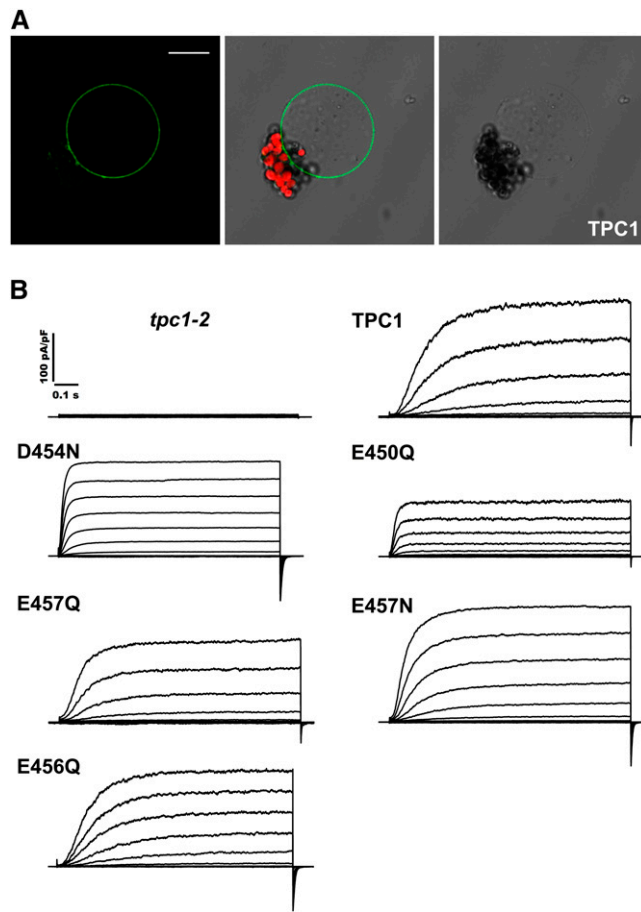 A
TPC1
B
tpc1-2
TPC1
100 pA/pF
0.1 s
D454N
E450Q
E457Q
E457N
E456Q